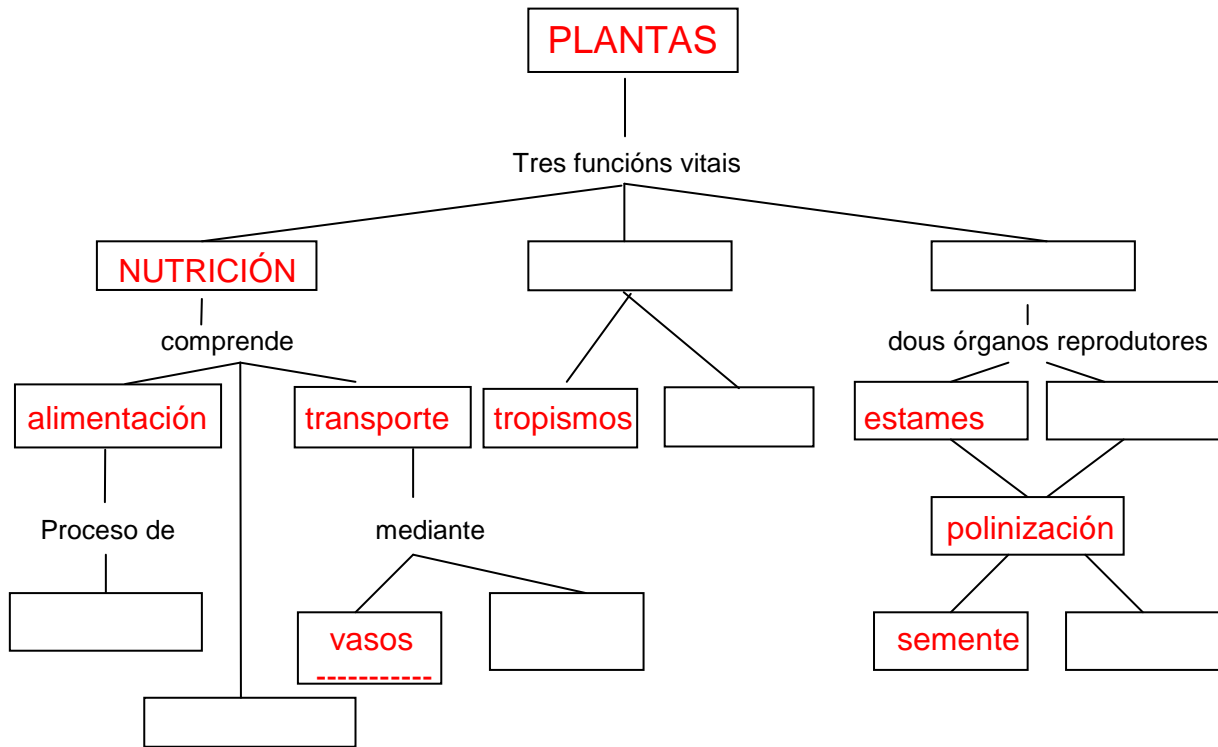 PLANTAS
Tres funcións vitais
NUTRICIÓN
comprende
dous órganos reprodutores
alimentación
transporte
tropismos
estames
Proceso de
mediante
polinización
vasos
------------
semente